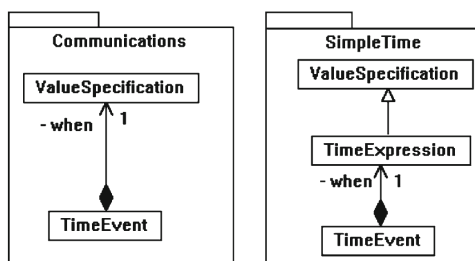 Communications
ValueSpecification
- when 1
TimeEvent
SimpleTime
ValueSpecification
TimeExpression
- when 1
TimeEvent